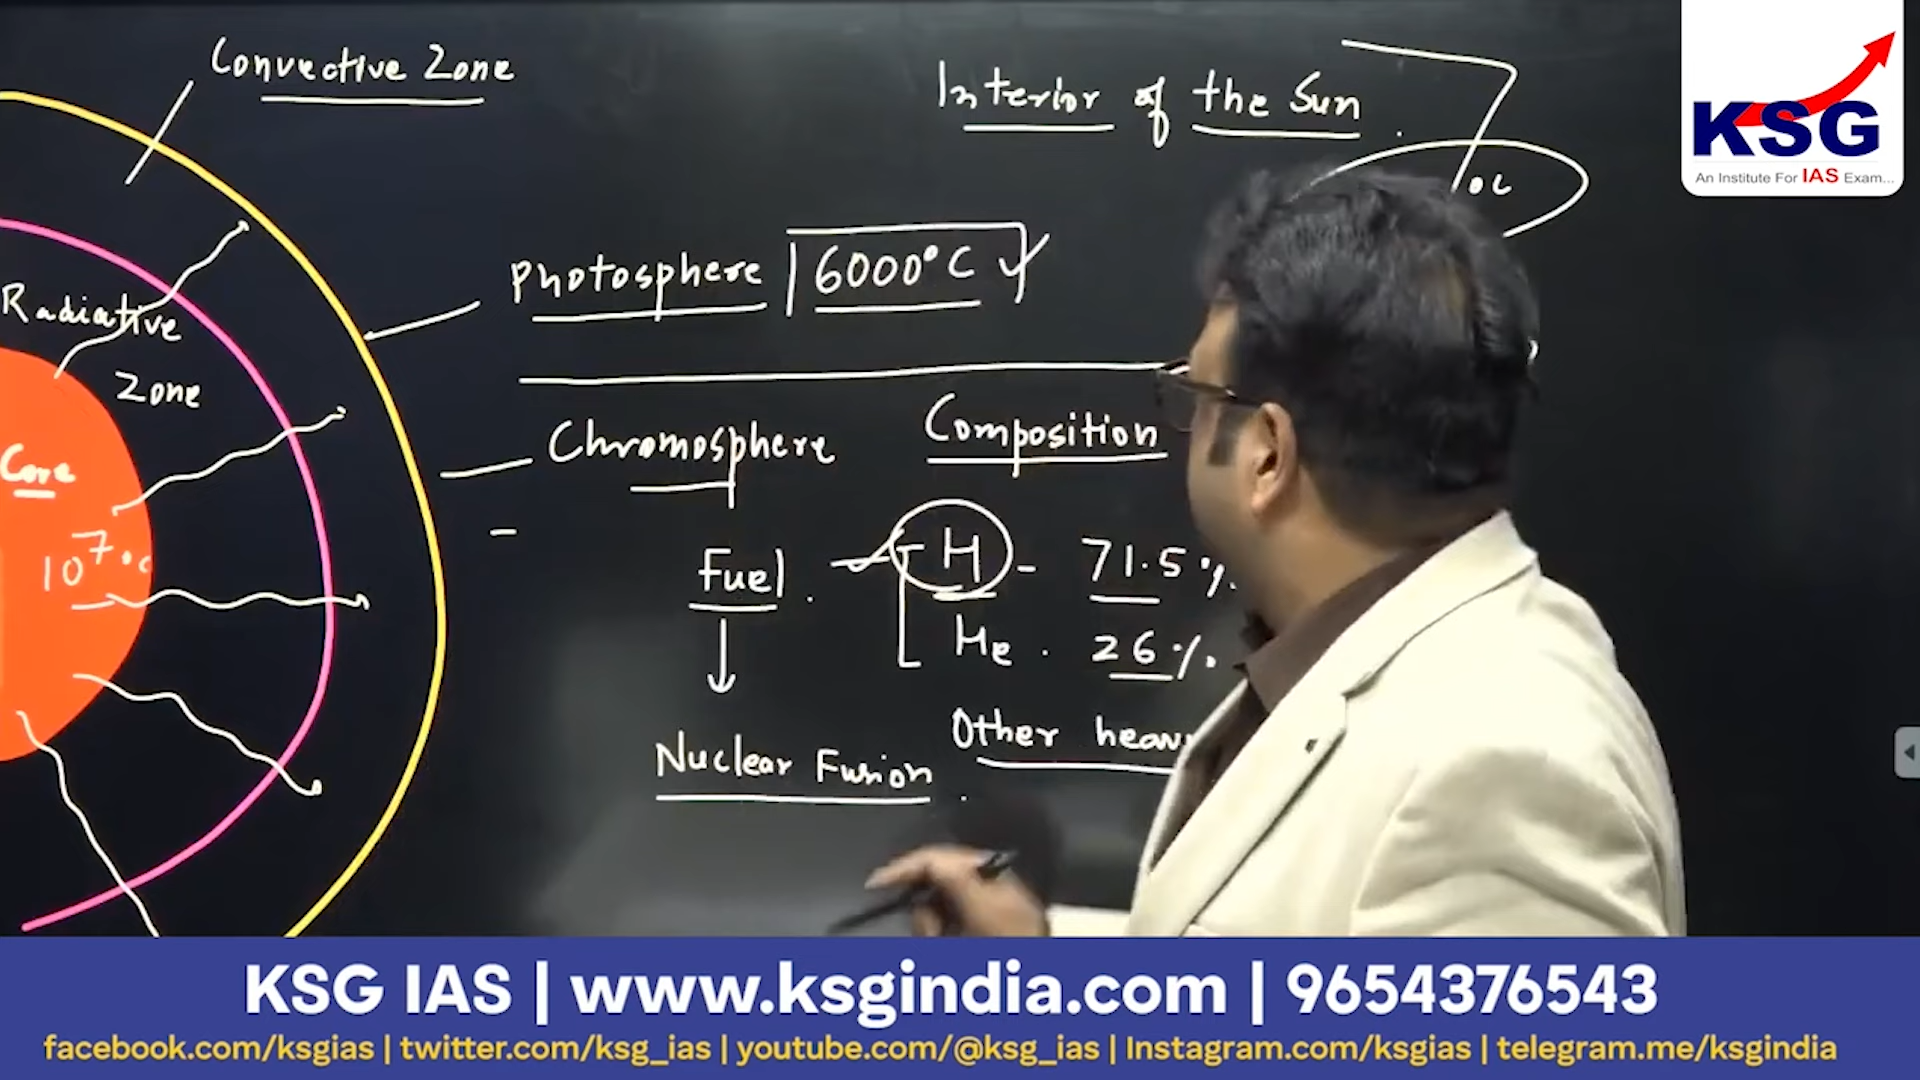 Convective Zone
Interior of the Sun.
Photosphere 6000°C
Radiative
Zone
Core
10⁷°C
Chromosphere
Composition
Fuel.
H - 71.5%
He. 26%
Nuclear Fusion.
Other
KSG
An Institute For IAS Exam...
KSG IAS | www.ksgindia.com | 9654376543
facebook.com/ksgias | twitter.com/ksg_ias | youtube.com/@ksg_ias | Instagram.com/ksgias | telegram.me/ksgindia